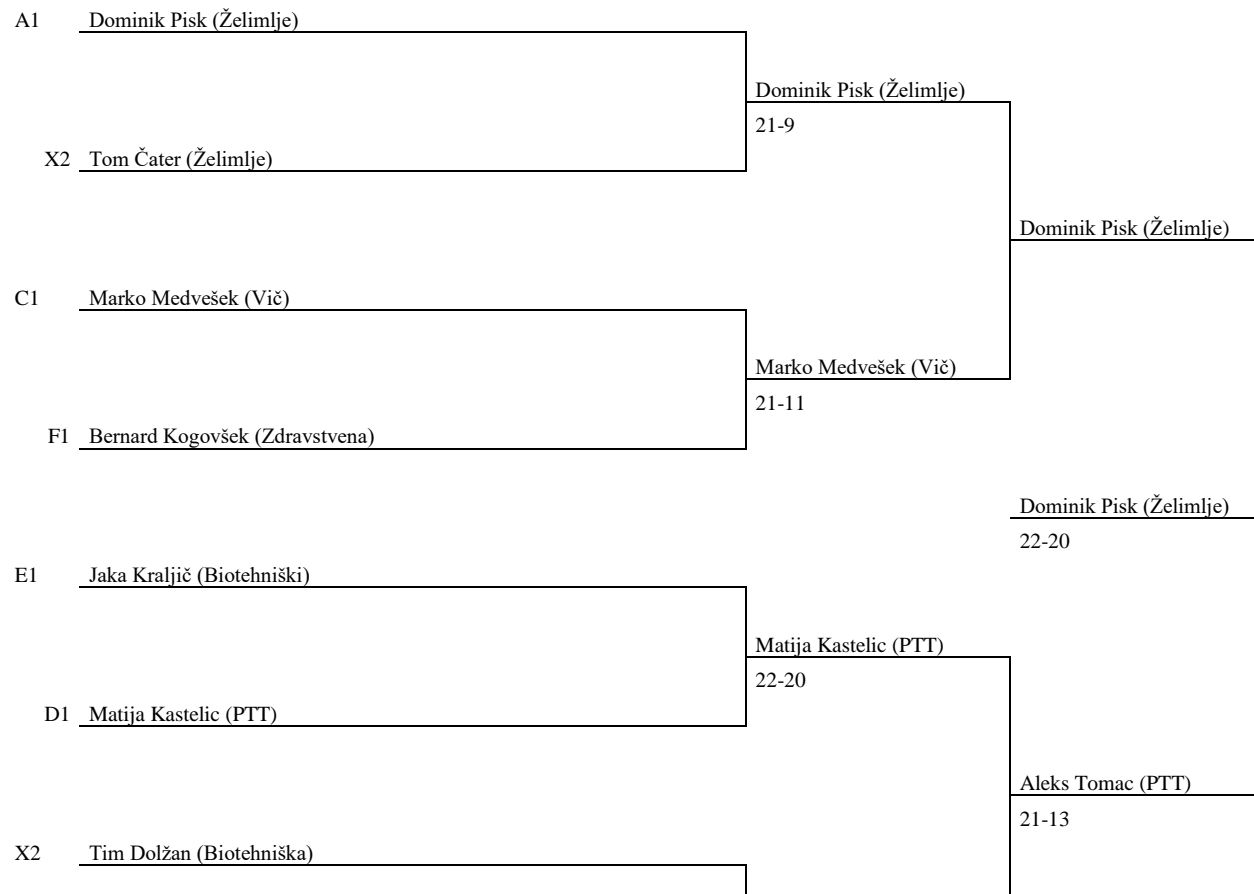 A1 Dominik Pisk (Želimlje)
Dominik Pisk (Želimlje)
21-9
X2 Tom Čater (Želimlje)
Dominik Pisk (Želimlje)
C1 Marko Medvešek (Vič)
Marko Medvešek (Vič)
21-11
F1 Bernard Kogovšek (Zdravstvena)
Dominik Pisk (Želimlje)
22-20
E1 Jaka Kraljič (Biotehniški)
Matija Kastelic (PTT)
22-20
D1 Matija Kastelic (PTT)
Aleks Tomac (PTT)
21-13
X2 Tim Dolžan (Biotehniška)